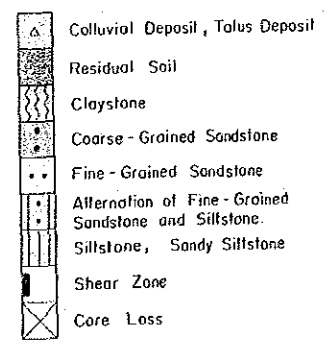 Colluvial Deposit, Talus Deposit
Residual Soil
Claystone
Coarse-Grained Sandstone
Fine-Grained Sandstone
Alternation of Fine-Grained
Sandstone and Siltstone.
Siltstone, Sandy Siltstone
Shear Zone
Core Loss